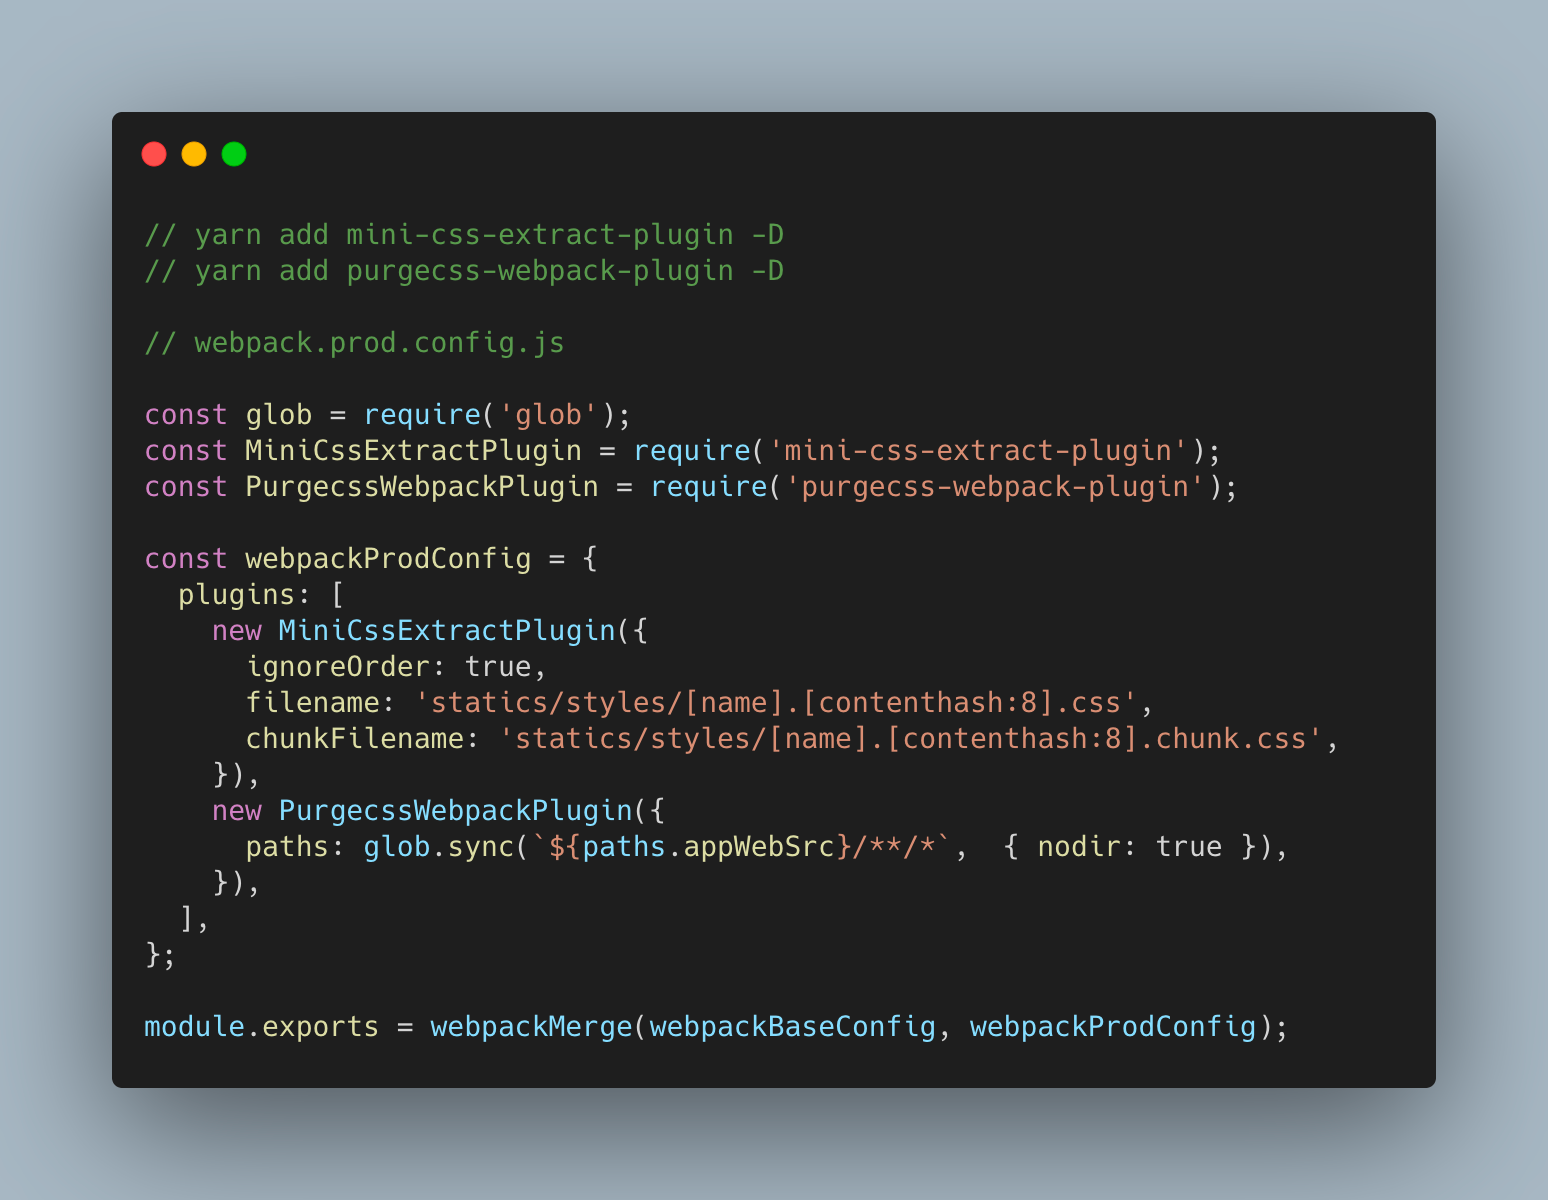 // yarn add mini-css-extract-plugin -D
// yarn add purgecss-webpack-plugin -D

// webpack.prod.config.js

const glob = require('glob');
const MiniCssExtractPlugin = require('mini-css-extract-plugin');
const PurgecssWebpackPlugin = require('purgecss-webpack-plugin');

const webpackProdConfig = {
  plugins: [
    new MiniCssExtractPlugin({
      ignoreOrder: true,
      filename: 'statics/styles/[name].[contenthash:8].css',
      chunkFilename: 'statics/styles/[name].[contenthash:8].chunk.css',
    }),
    new PurgecssWebpackPlugin({
      paths: glob.sync(`${paths.appWebSrc}/**/*`,  { nodir: true }),
    }),
  ],
};

module.exports = webpackMerge(webpackBaseConfig, webpackProdConfig);